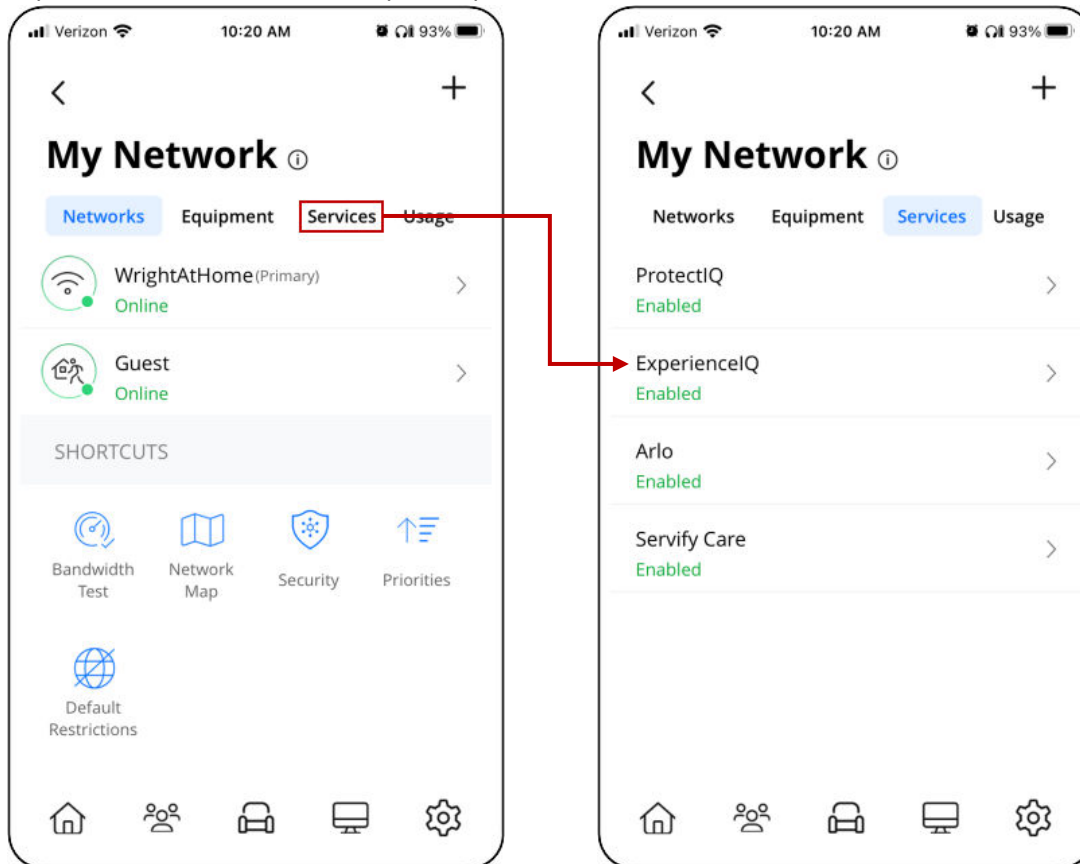 Verizon 10:20 AM 93%
My Network
Networks Equipment Services Usage
WrightAtHome (Primary)
Online
Guest
Online
SHORTCUTS
Bandwidth Test
Network Map
Security
Priorities
Default Restrictions
Verizon 10:20 AM 93%
My Network
Networks Equipment Services Usage
ProtectIQ
Enabled
ExperienceIQ
Enabled
Arlo
Enabled
Servify Care
Enabled